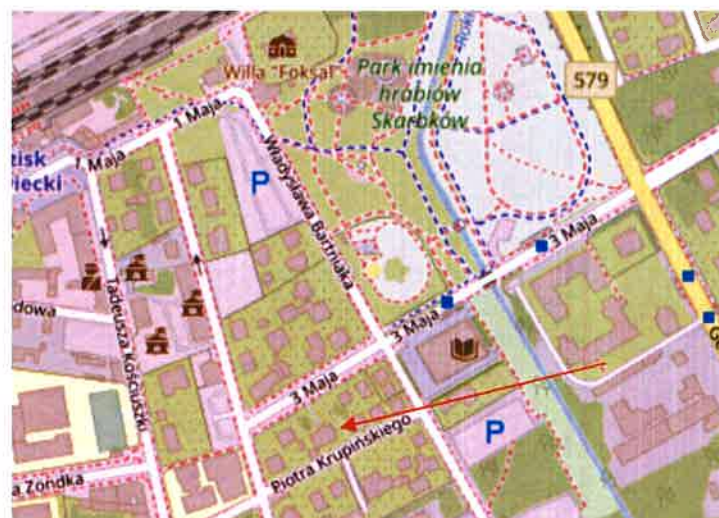 Willa "Foksal"
Park imienia
hrabiów
Skarbków
579
1 Maja
1 Maja
P
Władysława Bartniaka
3 Maja
Tadeusza Kościuszki
3 Maja
3 Maja
Piotra Krupińskiego
P